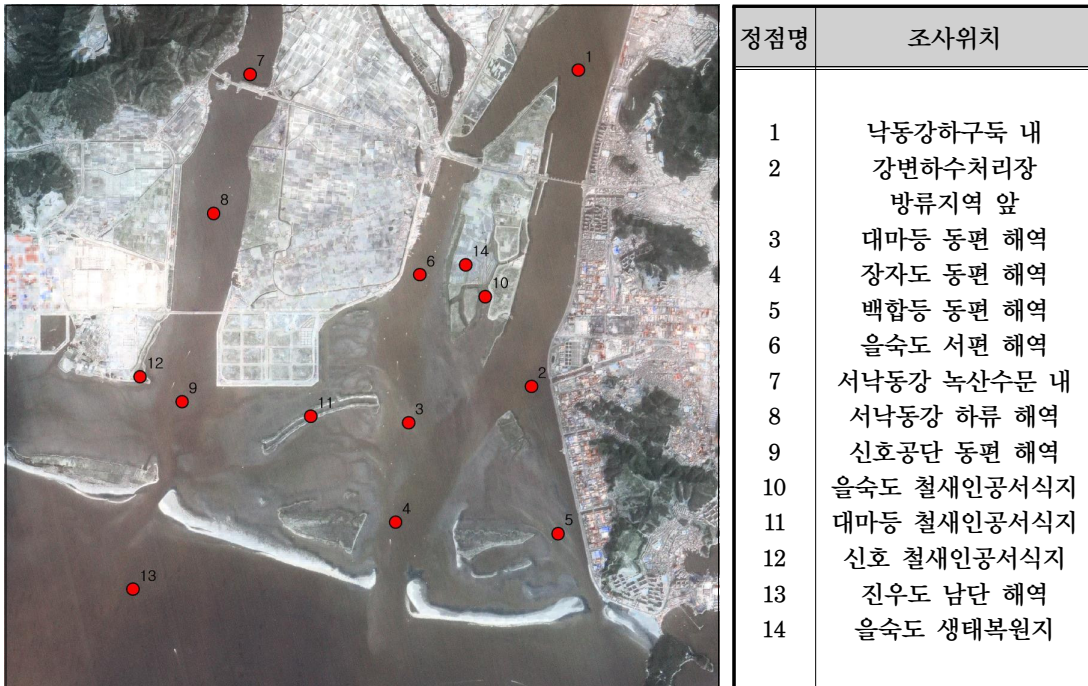 1
7
8
14
6
10
12
9
2
11
3
4
5
13
정점명 조사위치
1 낙동강하구둑 내
2 강변하수처리장
방류지역 앞
3 대마등 동편 해역
4 장자도 동편 해역
5 백합등 동편 해역
6 을숙도 서편 해역
7 서낙동강 녹산수문 내
8 서낙동강 하류 해역
9 신호공단 동편 해역
10 을숙도 철새인공서식지
11 대마등 철새인공서식지
12 신호 철새인공서식지
13 진우도 남단 해역
14 을숙도 생태복원지